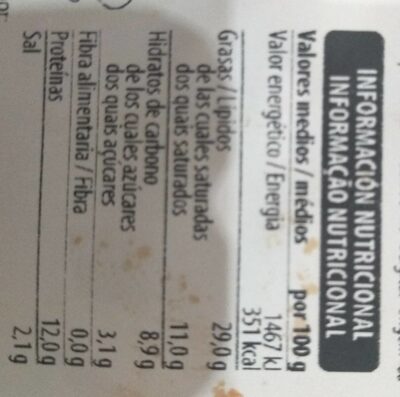 INFORMACIÓN NUTRICIONAL
INFORMAÇÃO NUTRICIONAL
Valores medios / médios por 100 g
Valor energético / Energia 1467 kJ
351 kcal
Grasas / Lípidos 29,0 g
de las cuales saturadas
dos quais saturados 11,0 g
Hidratos de carbono 8,9 g
de los cuales azúcares
dos quais açúcares 3,1 g
Fibra alimentaria / Fibra 0,0 g
Proteínas 12,0 g
Sal 2,1 g